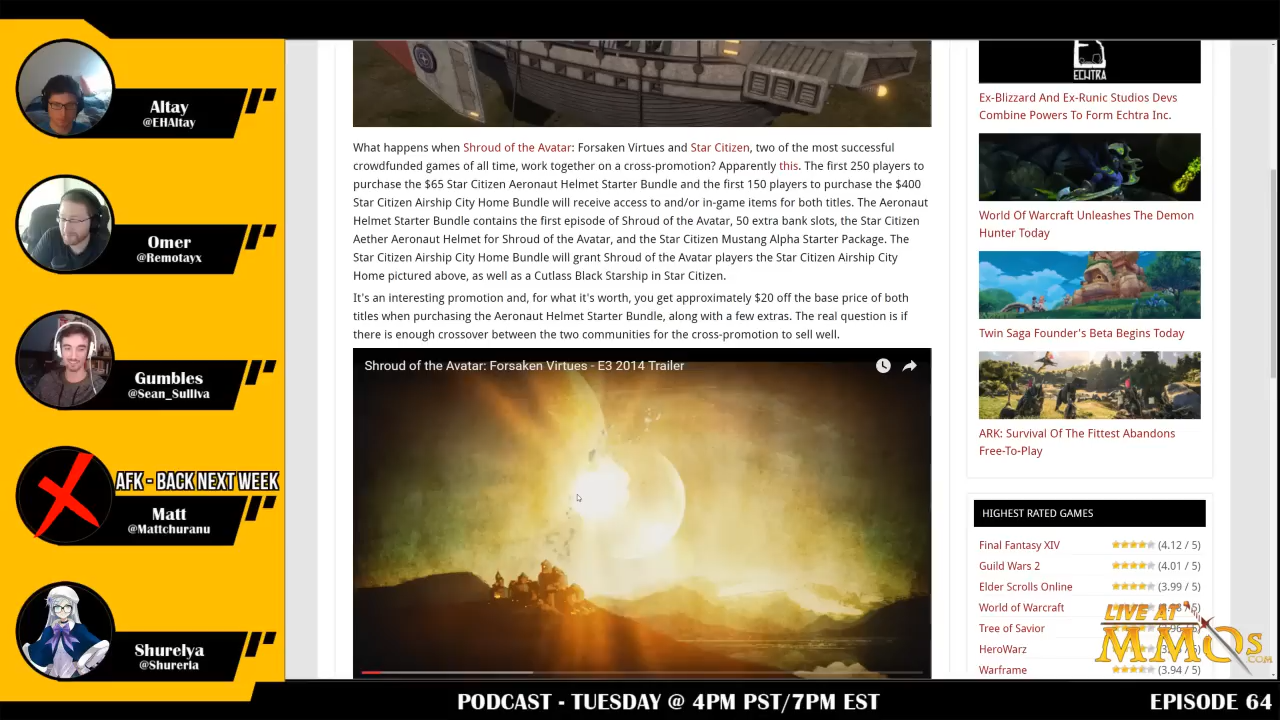 Altay
@EHAltay
Omer
@Remotayx
Gumbles
@Sean_Sulliva
AFK - BACK NEXT WEEK
Matt
@Mattchuranu
Shurelya
@Shureria
What happens when Shroud of the Avatar: Forsaken Virtues and Star Citizen, two of the most successful
crowdfunded games of all time, work together on a cross-promotion? Apparently this. The first 250 players to
purchase the $65 Star Citizen Aeronaut Helmet Starter Bundle and the first 150 players to purchase the $400
Star Citizen Airship City Home Bundle will receive access to and/or in-game items for both titles. The Aeronaut
Helmet Starter Bundle contains the first episode of Shroud of the Avatar, 50 extra bank slots, the Star Citizen
Aether Aeronaut Helmet for Shroud of the Avatar, and the Star Citizen Mustang Alpha Starter Package. The
Star Citizen Airship City Home Bundle will grant Shroud of the Avatar players the Star Citizen Airship City
Home pictured above, as well as a Cutlass Black Starship in Star Citizen.
It's an interesting promotion and, for what it's worth, you get approximately $20 off the base price of both
titles when purchasing the Aeronaut Helmet Starter Bundle, along with a few extras. The real question is if
there is enough crossover between the two communities for the cross-promotion to sell well.
Shroud of the Avatar: Forsaken Virtues - E3 2014 Trailer
ECHTRA
Ex-Blizzard And Ex-Runic Studios Devs
Combine Powers To Form Echtra Inc.
World Of Warcraft Unleashes The Demon
Hunter Today
Twin Saga Founder's Beta Begins Today
ARK: Survival Of The Fittest Abandons
Free-To-Play
HIGHEST RATED GAMES
Final Fantasy XIV (4.12 / 5)
Guild Wars 2 (4.01 / 5)
Elder Scrolls Online (3.99 / 5)
World of Warcraft
Tree of Savior
HeroWarz
Warframe (3.94 / 5)
LIVE AT
MMOs
.COM
PODCAST - TUESDAY @ 4PM PST/7PM EST
EPISODE 64